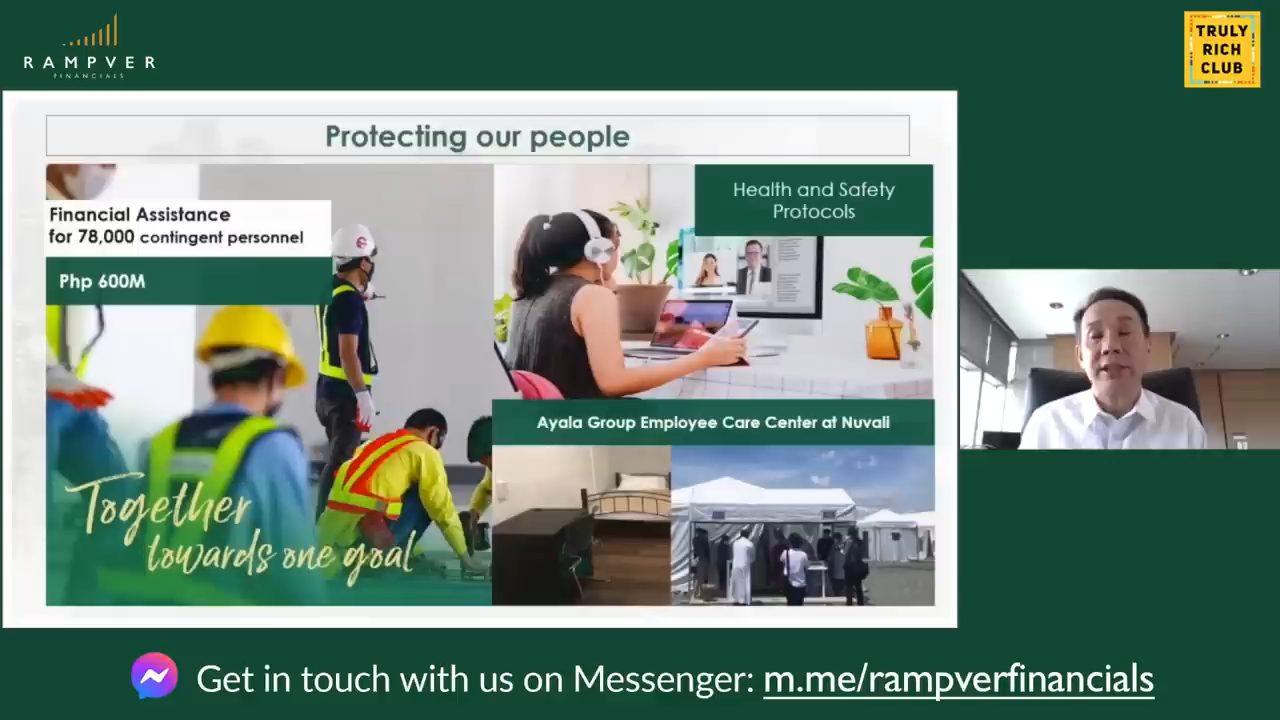 RAMPVER
FINANCIALS
TRULY
RICH
CLUB
Protecting our people
Financial Assistance
for 78,000 contingent personnel
Php 600M
Health and Safety
Protocols
Ayala Group Employee Care Center at Nuvali
Together
towards one goal
Get in touch with us on Messenger: m.me/rampverfinancials